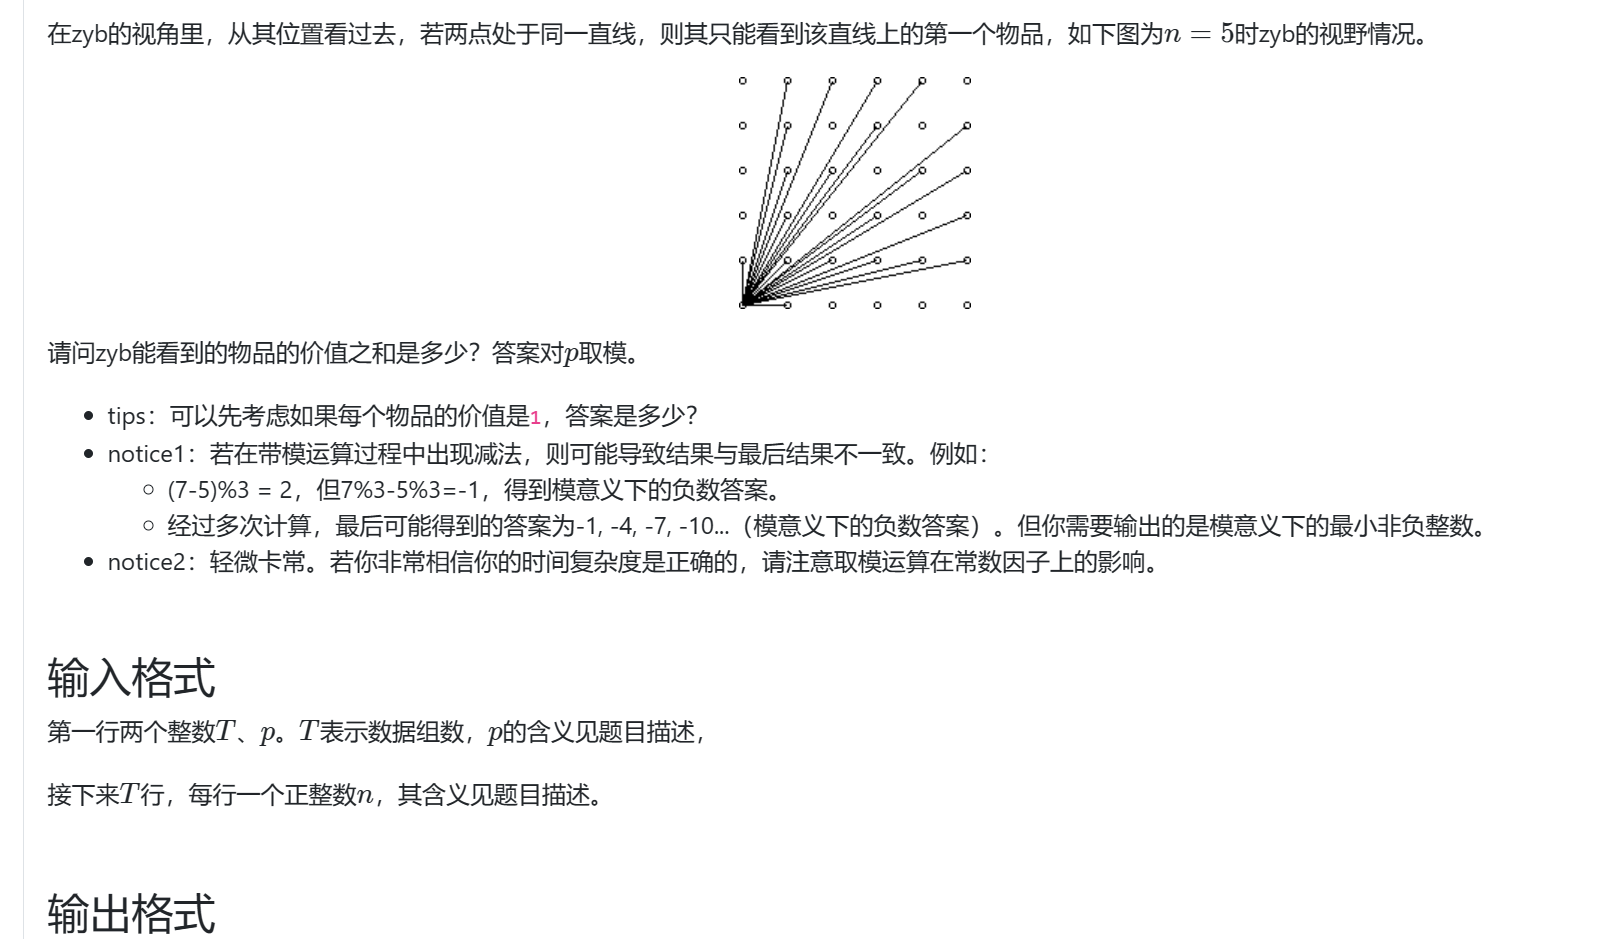 在zyb的视角里，从其位置看过去，若两点处于同一直线，则其只能看到该直线上的第一个物品，如下图为n = 5时zyb的视野情况。
请问zyb能看到的物品的价值之和是多少？答案对p取模。
tips：可以先考虑如果每个物品的价值是1，答案是多少？
notice1：若在带模运算过程中出现减法，则可能导致结果与最后结果不一致。例如：
(7-5)%3 = 2，但7%3-5%3=-1，得到模意义下的负数答案。
经过多次计算，最后可能得到的答案为-1, -4, -7, -10...（模意义下的负数答案）。但你需要输出的是模意义下的最小非负整数。
notice2：轻微卡常。若你非常相信你的时间复杂度是正确的，请注意取模运算在常数因子上的影响。
输入格式
第一行两个整数T、p。T表示数据组数，p的含义见题目描述，
接下来T行，每行一个正整数n，其含义见题目描述。
输出格式